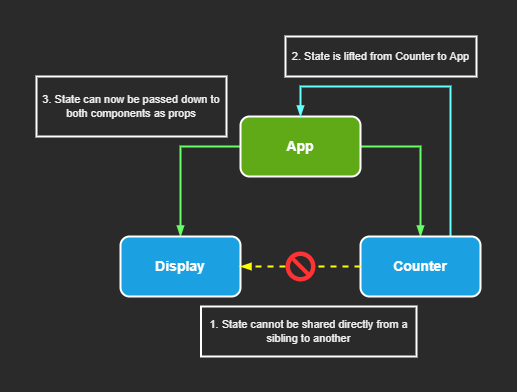 2. State is lifted from Counter to App
3. State can now be passed down to
both components as props
App
Display
Counter
1. State cannot be shared directly from a
sibling to another